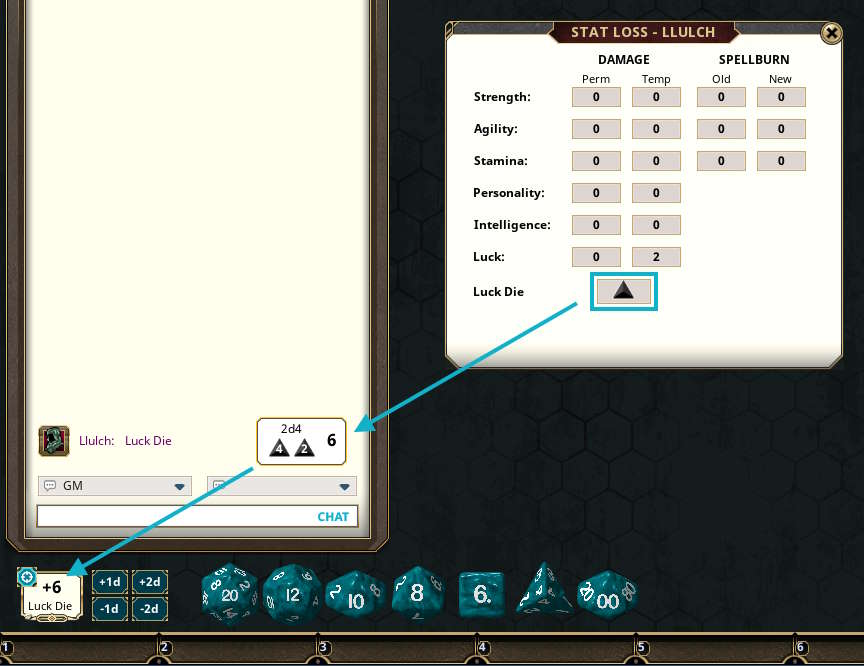 STAT LOSS - LLULCH
DAMAGE SPELLBURN
Perm Temp Old New
Strength: 0 0 0 0
Agility: 0 0 0 0
Stamina: 0 0 0 0
Personality: 0 0
Intelligence: 0 0
Luck: 0 2
Luck Die
2d4
Llulch: Luck Die 4 2 6
GM
CHAT
+6
Luck Die
+1d +2d
-1d -2d
20 12 10 8 6. 00
1 2 3 4 5 6